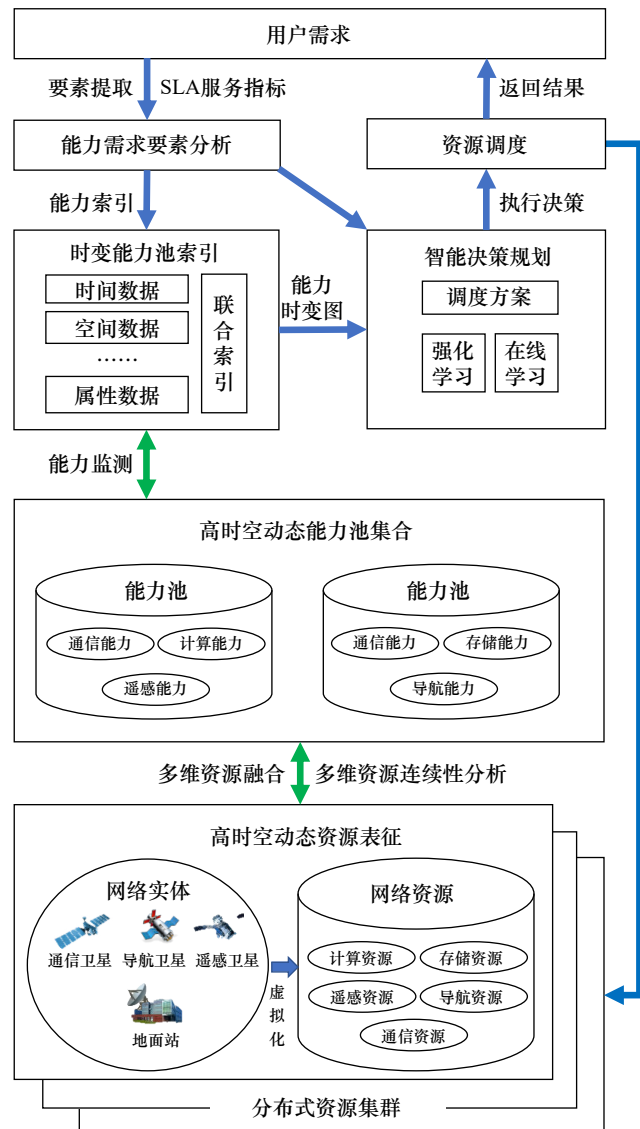 用户需求
要素提取
SLA服务指标
返回结果
能力需求要素分析
资源调度
能力索引
执行决策
时变能力池索引
时间数据
空间数据
……
属性数据
联
合
索
引
能力
时变图
智能决策规划
调度方案
强化
学习
在线
学习
能力监测
高时空动态能力池集合
能力池
通信能力
计算能力
遥感能力
能力池
通信能力
存储能力
导航能力
多维资源融合
多维资源连续性分析
高时空动态资源表征
网络实体
通信卫星
导航卫星
遥感卫星
地面站
虚
拟
化
网络资源
计算资源
存储资源
遥感资源
导航资源
通信资源
分布式资源集群